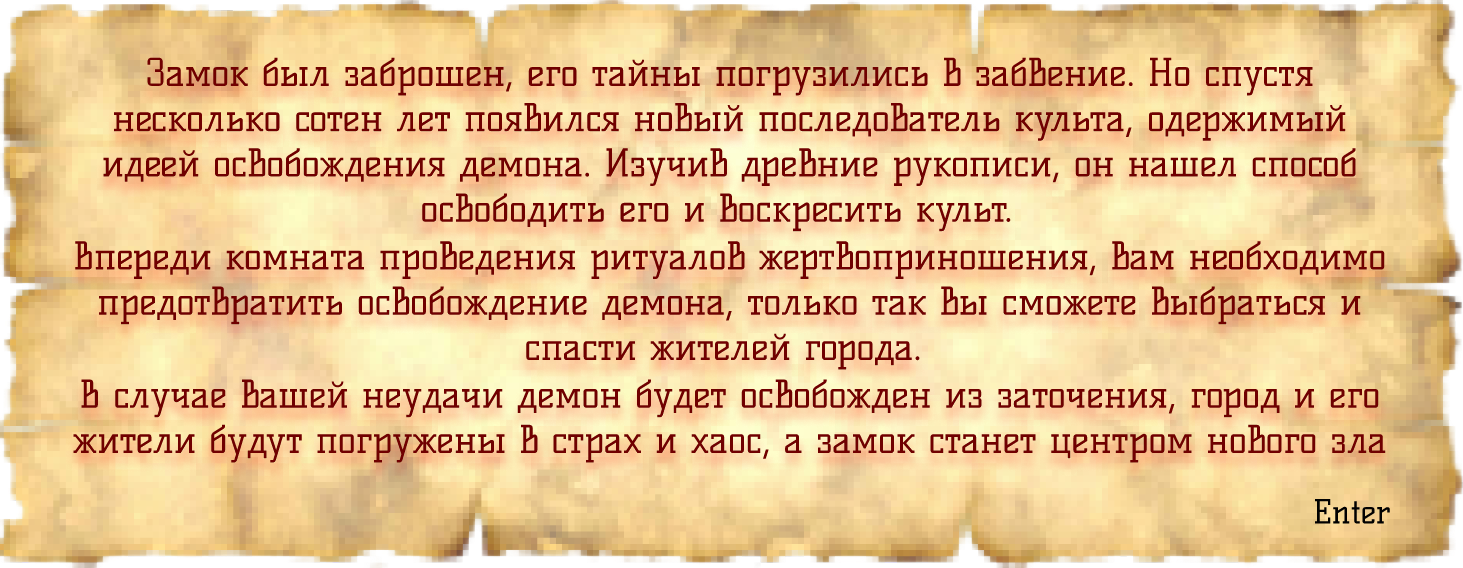 Замок был заброшен, его тайны погрузились в забвение. Но спустя
несколько сотен лет появился новый последователь культа, одержимый
идеей освобождения демона. Изучив древние рукописи, он нашел способ
освободить его и воскресить культ.
Впереди комната проведения ритуалов жертвоприношения, вам необходимо
предотвратить освобождение демона, только так вы сможете выбраться и
спасти жителей города.
В случае вашей неудачи демон будет освобожден из заточения, город и его
жители будут погружены в страх и хаос, а замок станет центром нового зла
Enter